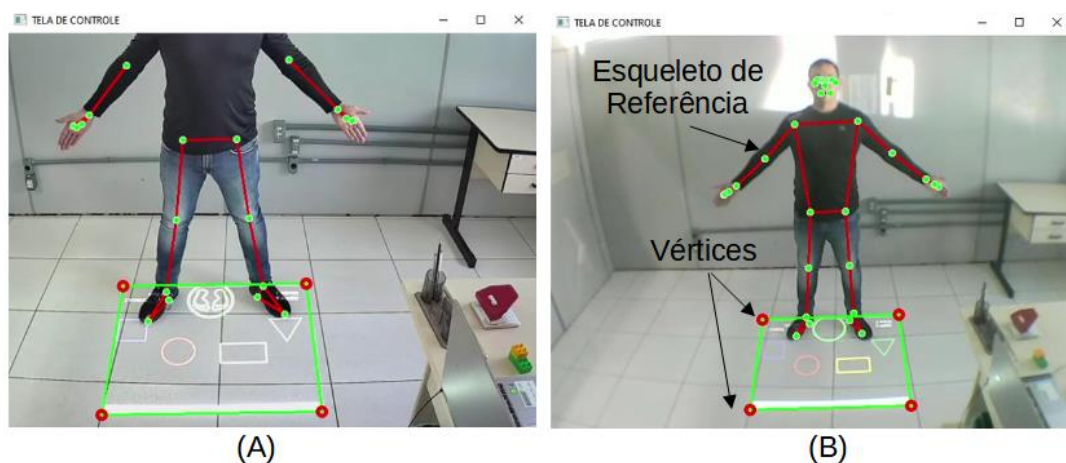 TELA DE CONTROLE
TELA DE CONTROLE
Esqueleto de
Referência
Vértices
(A)
(B)